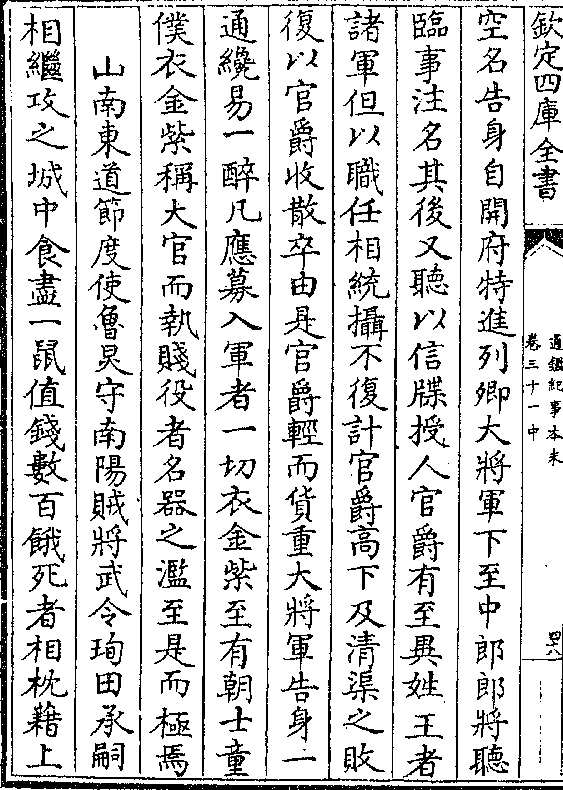 欽定四庫全書
通鑑紀事本末
卷三十一中
四十八
空名告身自開府特進列卿大將軍下至中郎郎將聽
臨事注名其後又聽以信牒授人官爵有至異姓王者
諸軍但以職任相統攝不復計官爵高下及清渠之敗
復以官爵收散卒由是官爵輕而貨重大將軍告身一
通纔易一醉凡應募入軍者一切衣金紫至有朝士童
僕衣金紫稱大官而執賤役者名器之濫至是而極焉
山南東道節度使魯炅守南陽賊將武令珣田承嗣
相繼攻之城中食盡一鼠值錢數百餓死者相枕藉上